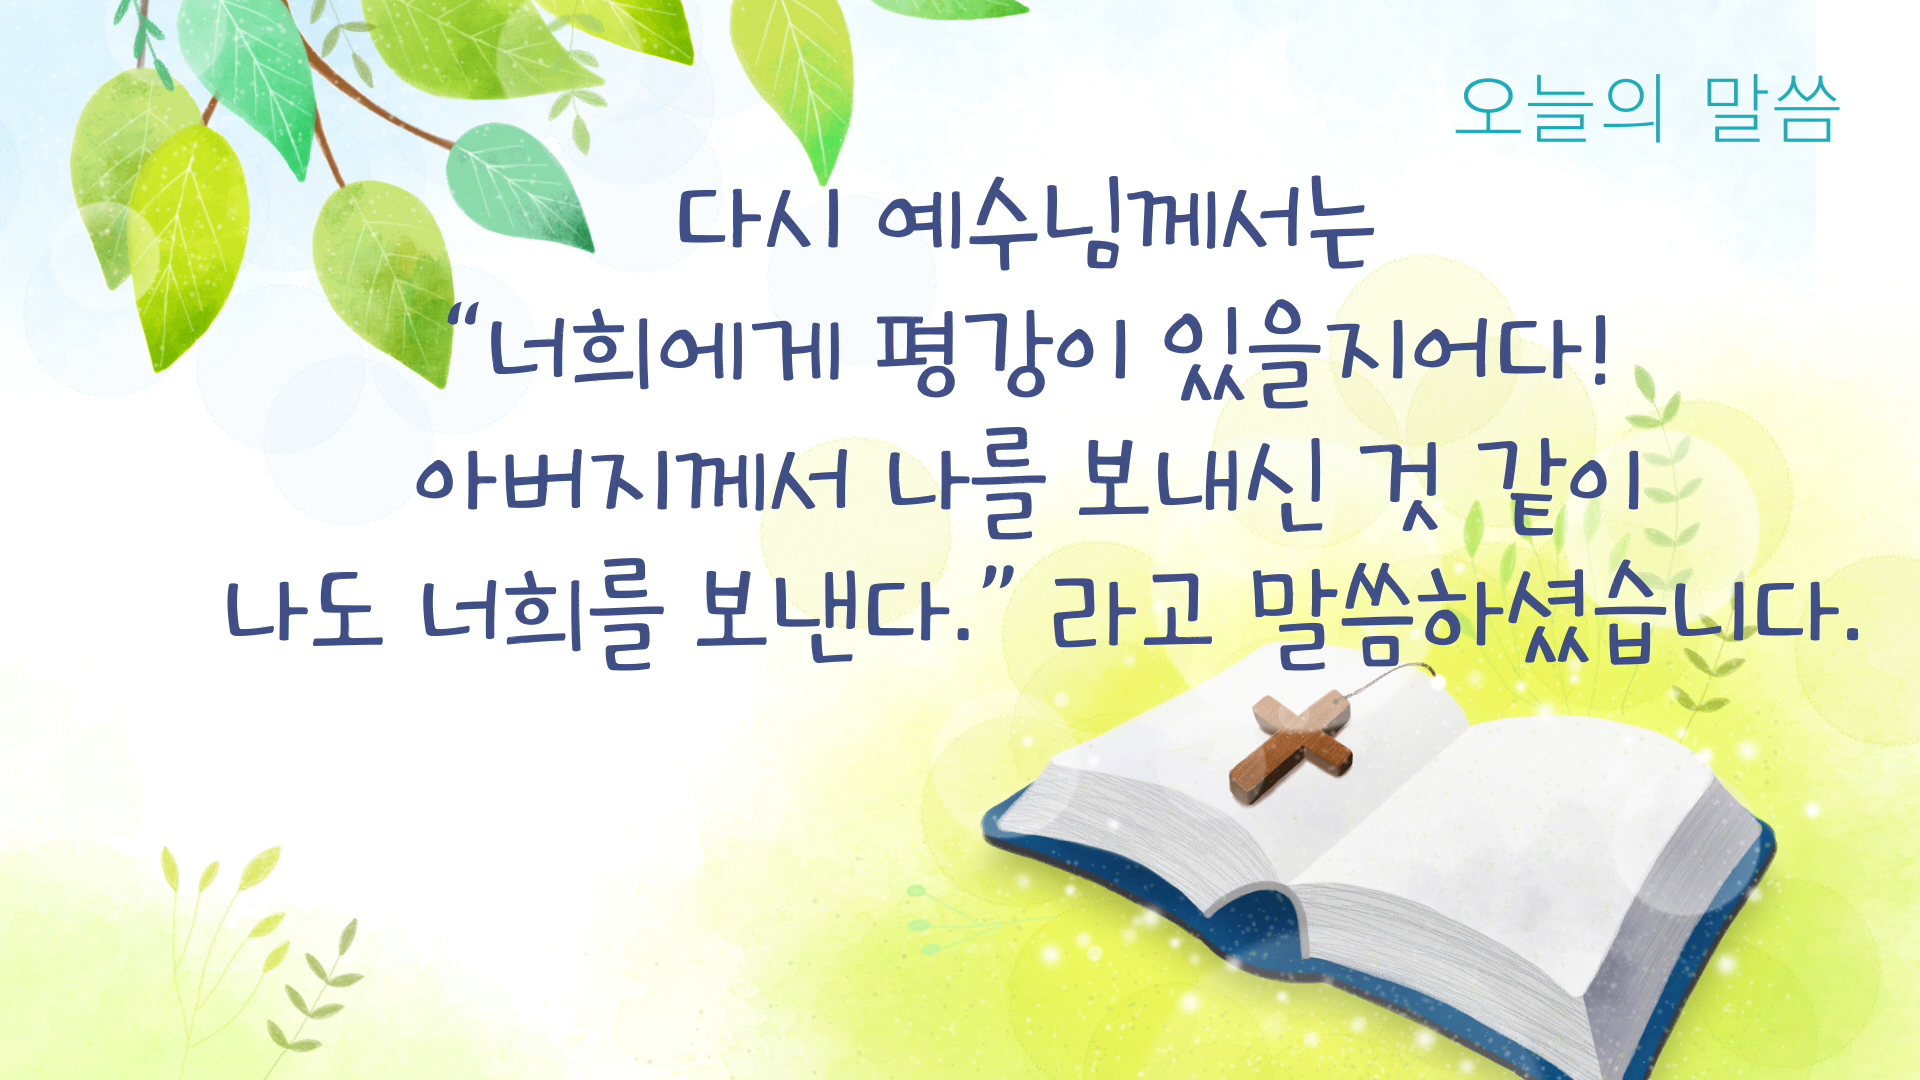 오늘의 말씀
다시 예수님께서는
“너희에게 평강이 있을지어다!
아버지께서 나를 보내신 것 같이
나도 너희를 보낸다.” 라고 말씀하셨습니다.